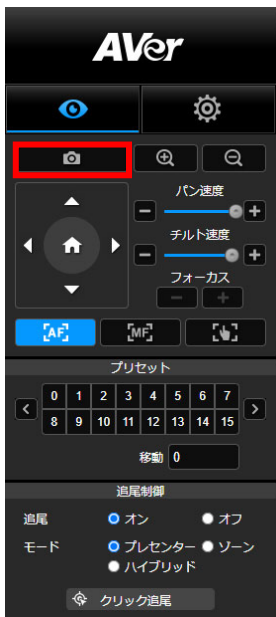 AVer
パン速度
チルト速度
フォーカス
[AF] [MF]
プリセット
0 1 2 3 4 5 6 7
8 9 10 11 12 13 14 15
移動 0
追尾制御
追尾 オン オフ
モード プレセンター ゾーン
ハイブリッド
クリック追尾